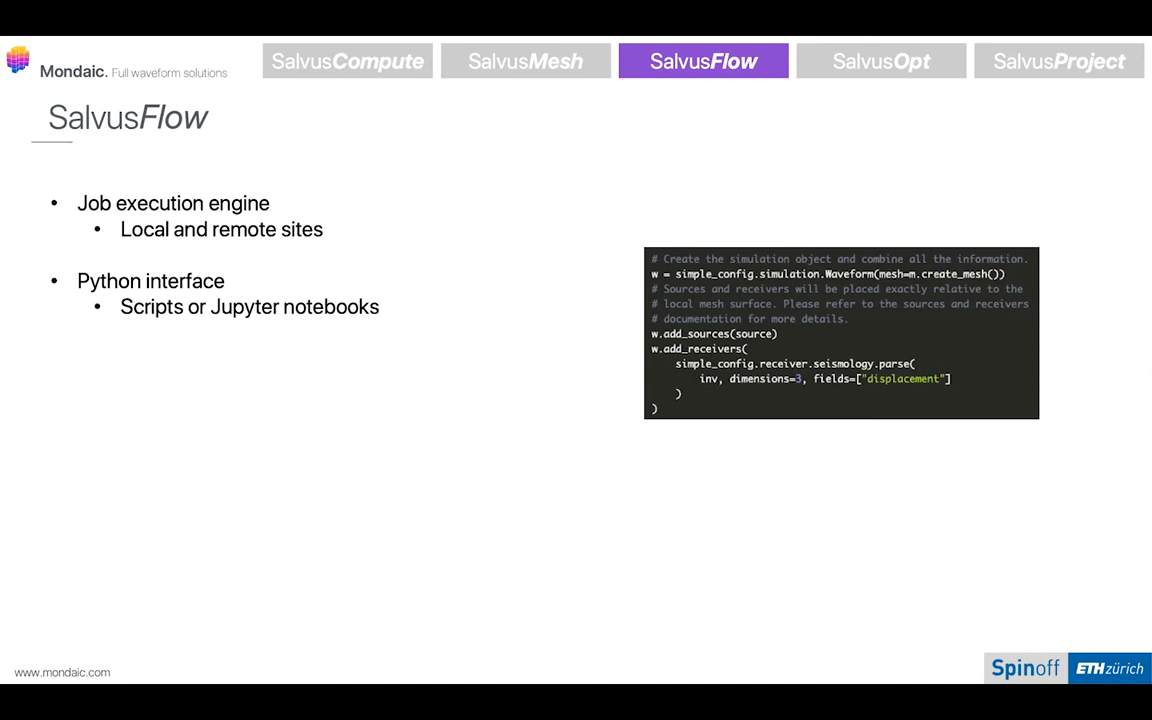 Mondaic. Full waveform solutions
SalvusCompute
SalvusMesh
SalvusFlow
SalvusOpt
SalvusProject
SalvusFlow
• Job execution engine
• Local and remote sites
• Python interface
• Scripts or Jupyter notebooks
# Create the simulation object and combine all the information.
w = simple_config.simulation.Waveform(mesh=m.create_mesh())
# Sources and receivers will be placed exactly relative to the
# local mesh surface. Please refer to the sources and receivers
# documentation for more details.
w.add_sources(source)
w.add_receivers(
    simple_config.receiver.seismology.parse(
        inv, dimensions=3, fields=["displacement"]
    )
)
www.mondaic.com
Spinoff
ETH zürich